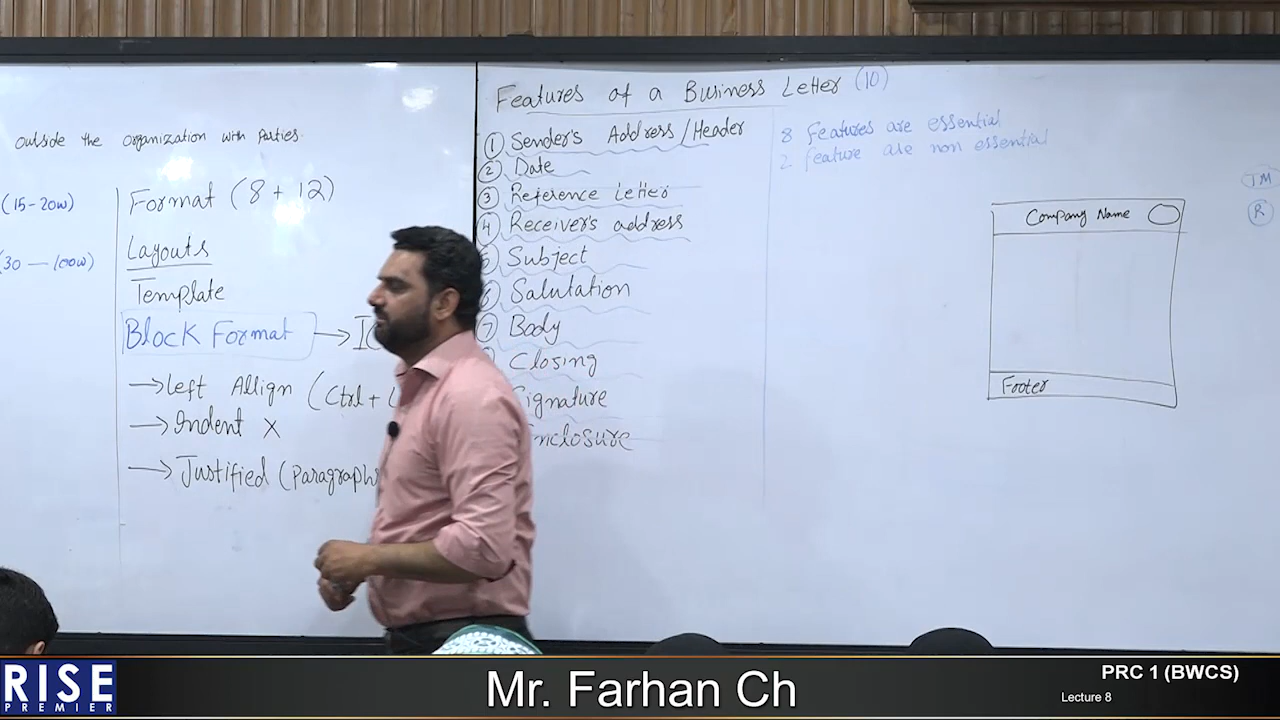 outside the organization with parties.
(15-20w)
(30 — 100w)
Format (8 + 12)
Layouts
Template
Block Format
→ Left Allign (Ctrl + L
→ Indent X
→ Justified (Paragraphs
Features of a Business Letter (10)
① Sender's Address/Header
② Date
③ Reference Letter
④ Receiver's address
Subject
Salutation
⑦ Body
Closing
ignature
nclosure
8 Features are essential
2 feature are non essential
Company Name
Footer
TM
R
RISE
PREMIER
Mr. Farhan Ch
PRC 1 (BWCS)
Lecture 8